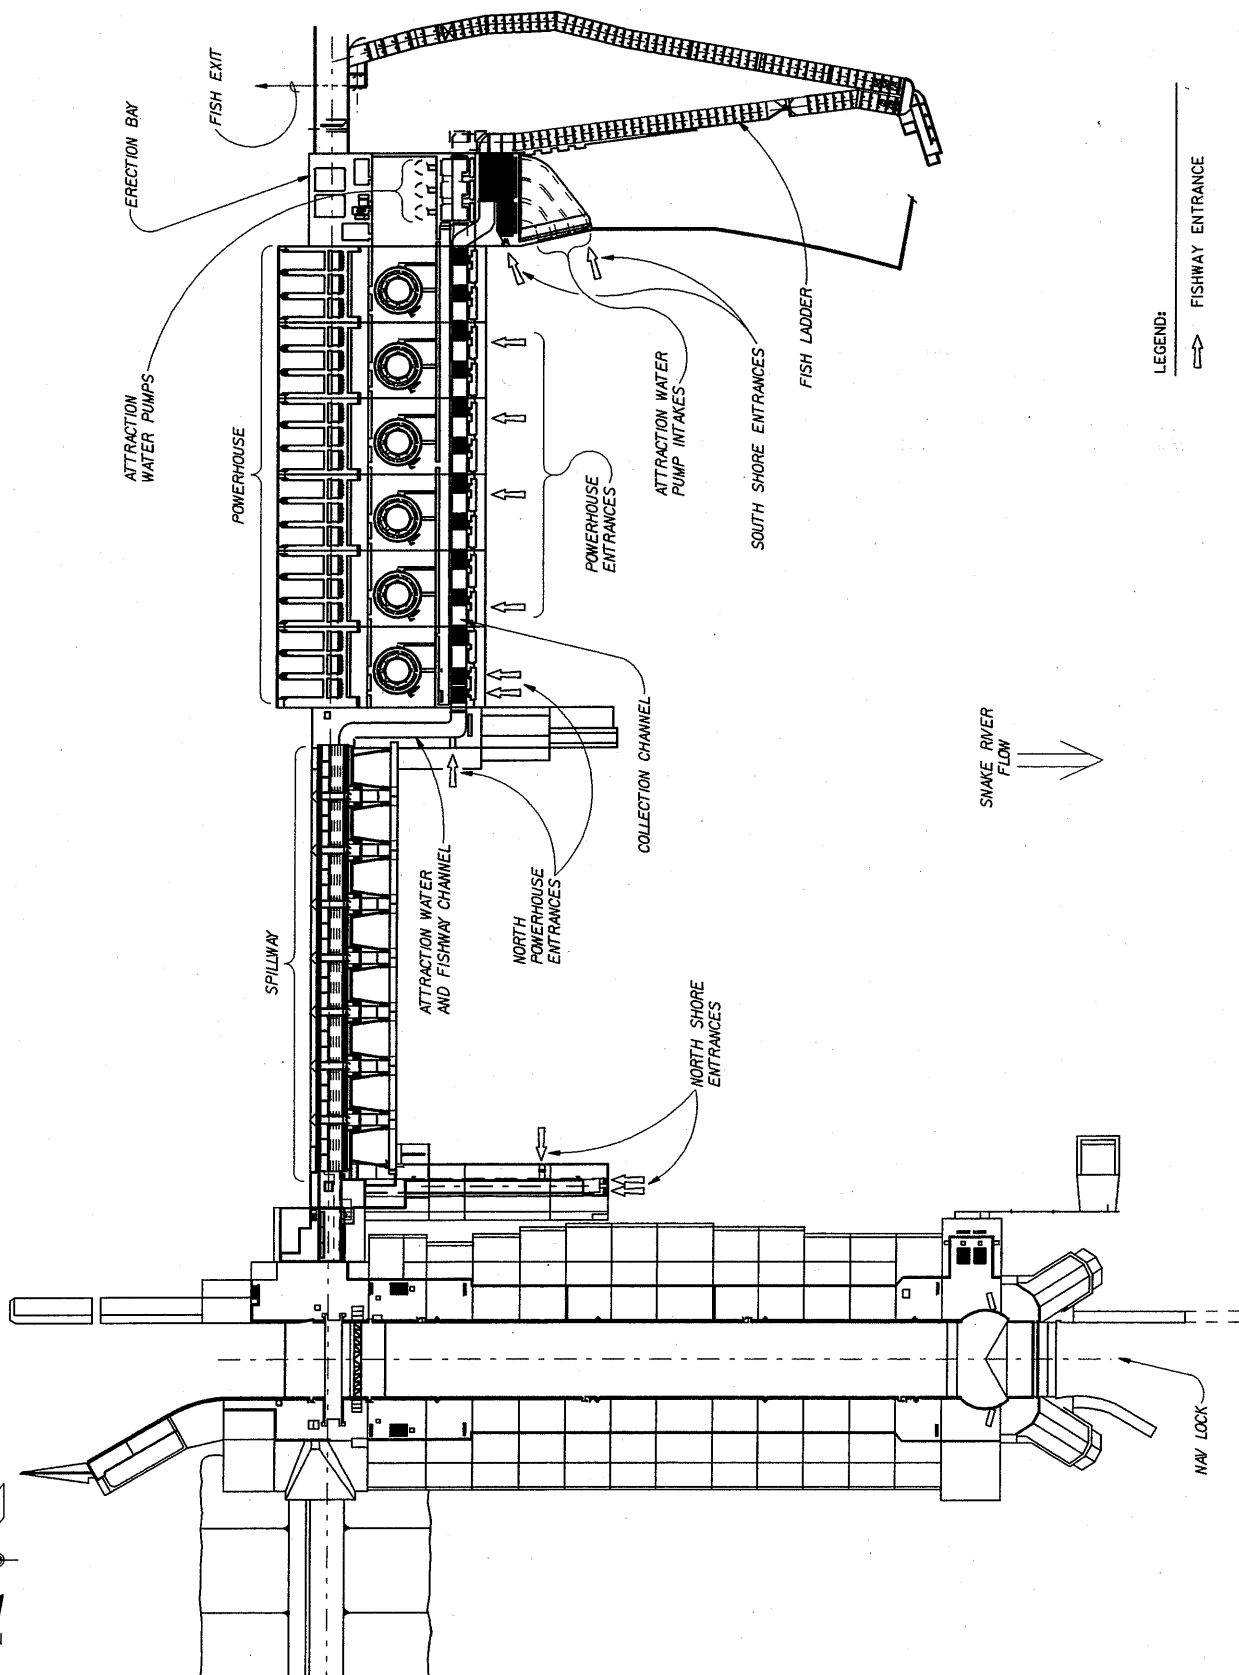 FISH EXIT
ERECTION BAY
ATTRACTION
WATER PUMPS
POWERHOUSE
POWERHOUSE
ENTRANCES
ATTRACTION WATER
PUMP INTAKES
SOUTH SHORE ENTRANCES
FISH LADDER
LEGEND:
FISHWAY ENTRANCE
SPILLWAY
ATTRACTION WATER
AND FISHWAY CHANNEL
NORTH
POWERHOUSE
ENTRANCES
COLLECTION CHANNEL
SNAKE RIVER
FLOW
NORTH SHORE
ENTRANCES
NAV LOCK